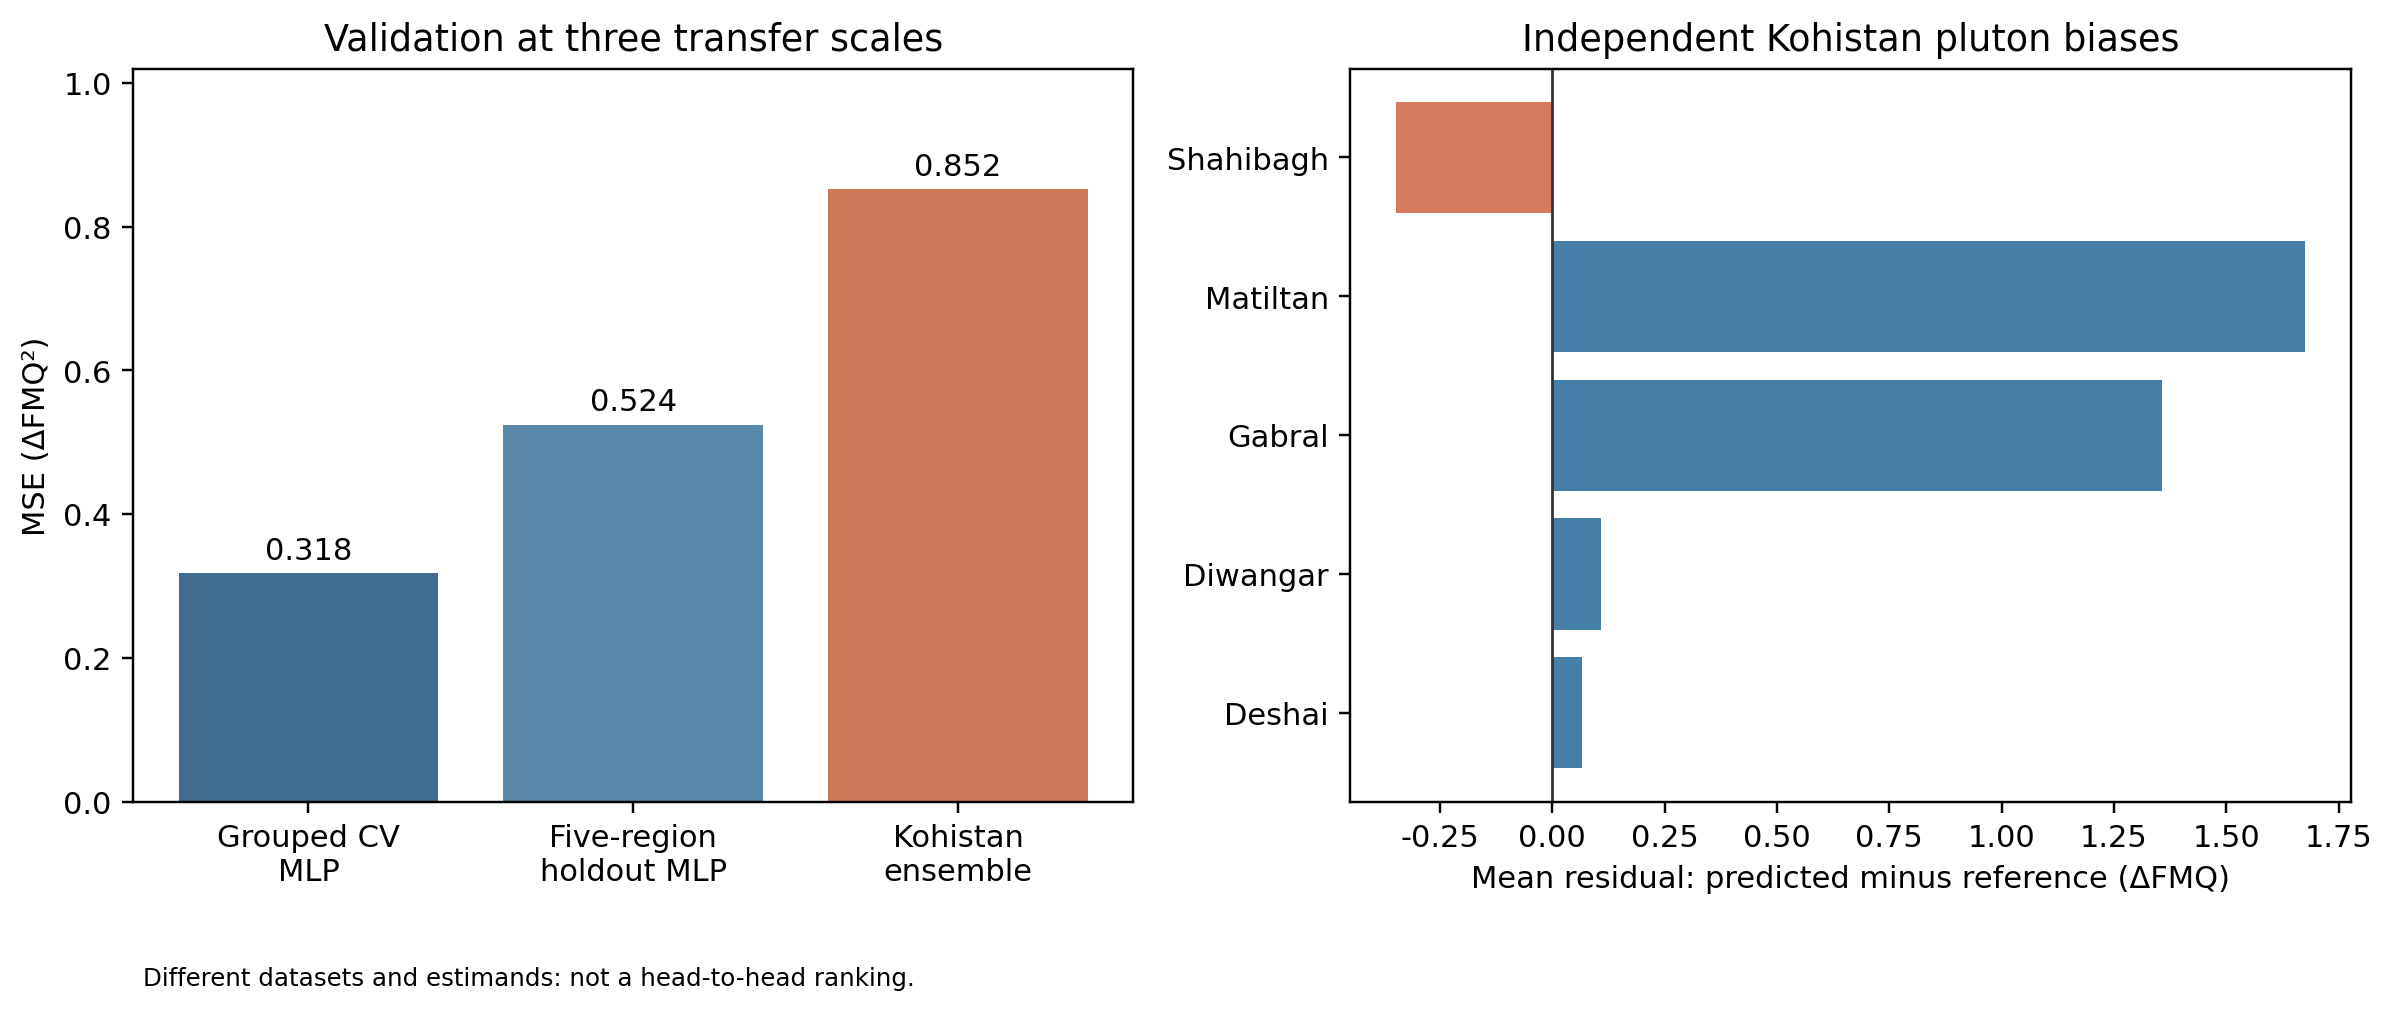 Validation at three transfer scales
MSE (ΔFMQ²)
1.0
0.8
0.6
0.4
0.2
0.0
0.318
0.524
0.852
Grouped CV
MLP
Five-region
holdout MLP
Kohistan
ensemble
Independent Kohistan pluton biases
Shahibagh
Matiltan
Gabral
Diwangar
Deshai
-0.25 0.00 0.25 0.50 0.75 1.00 1.25 1.50 1.75
Mean residual: predicted minus reference (ΔFMQ)
Different datasets and estimands: not a head-to-head ranking.